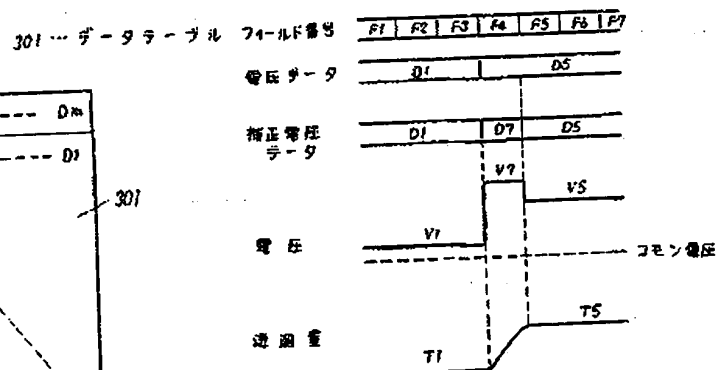 301 … データテーブル
--- Dm
--- D1
301
フィールド番号 F1 F2 F3 F4 F5 F6 F7
電圧データ D1 D5
補正電圧
データ D1 D7 D5
V7
V5
電圧 V1
コモン電圧
透過量 T1 T5